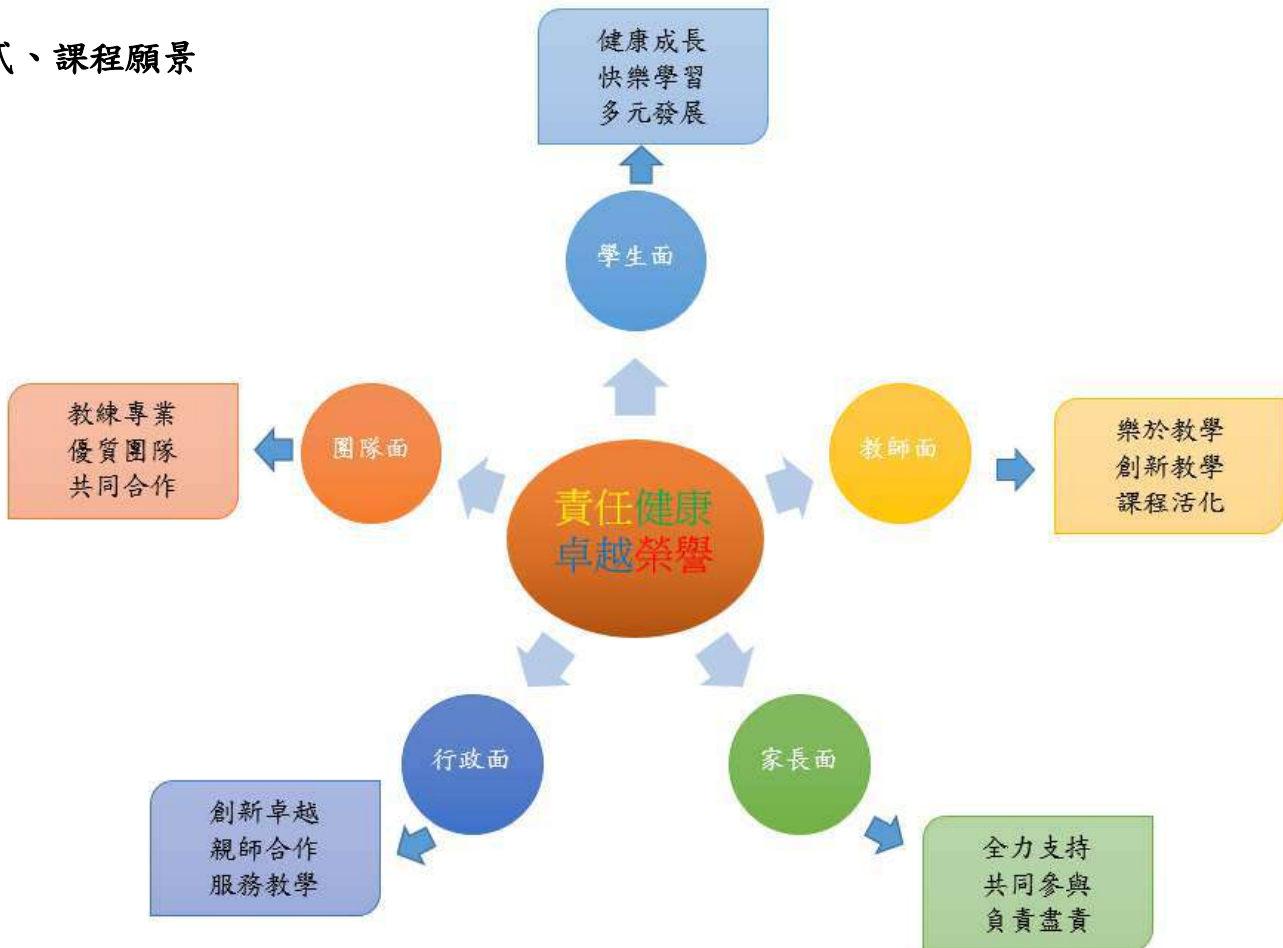 貳、課程願景
健康成長
快樂學習
多元發展
學生面
教練專業
優質團隊
共同合作
團隊面
責任健康
卓越榮譽
教師面
樂於教學
創新教學
課程活化
行政面
創新卓越
親師合作
服務教學
家長面
全力支持
共同參與
負責盡責